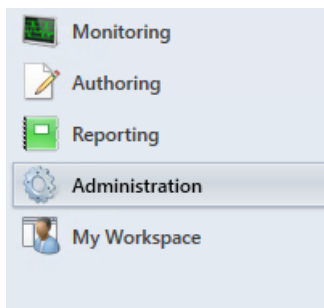 Monitoring
Authoring
Reporting
Administration
My Workspace